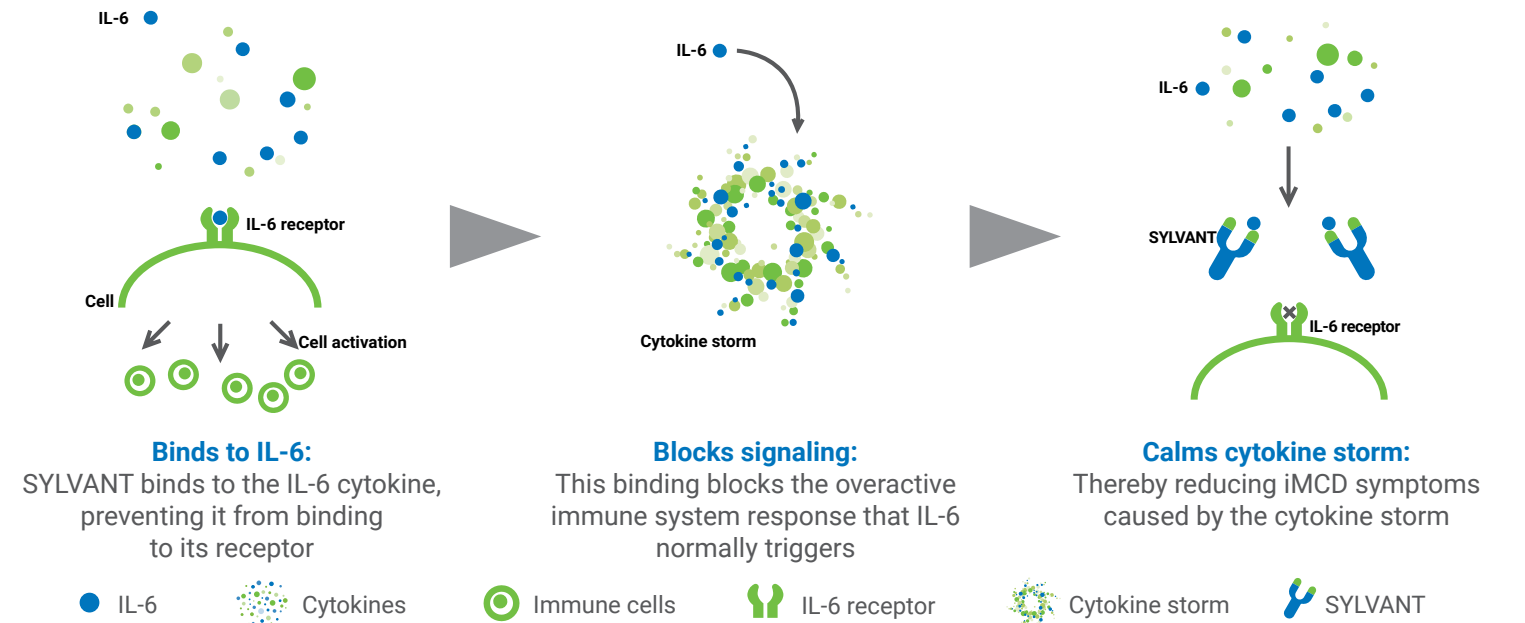 IL-6
IL-6 receptor
Cell
Cell activation
Binds to IL-6:
SYLVANT binds to the IL-6 cytokine,
preventing it from binding
to its receptor
IL-6
Cytokine storm
Blocks signaling:
This binding blocks the overactive
immune system response that IL-6
normally triggers
IL-6
SYLVANT
IL-6 receptor
Calms cytokine storm:
Thereby reducing iMCD symptoms
caused by the cytokine storm
IL-6
Cytokines
Immune cells
IL-6 receptor
Cytokine storm
SYLVANT